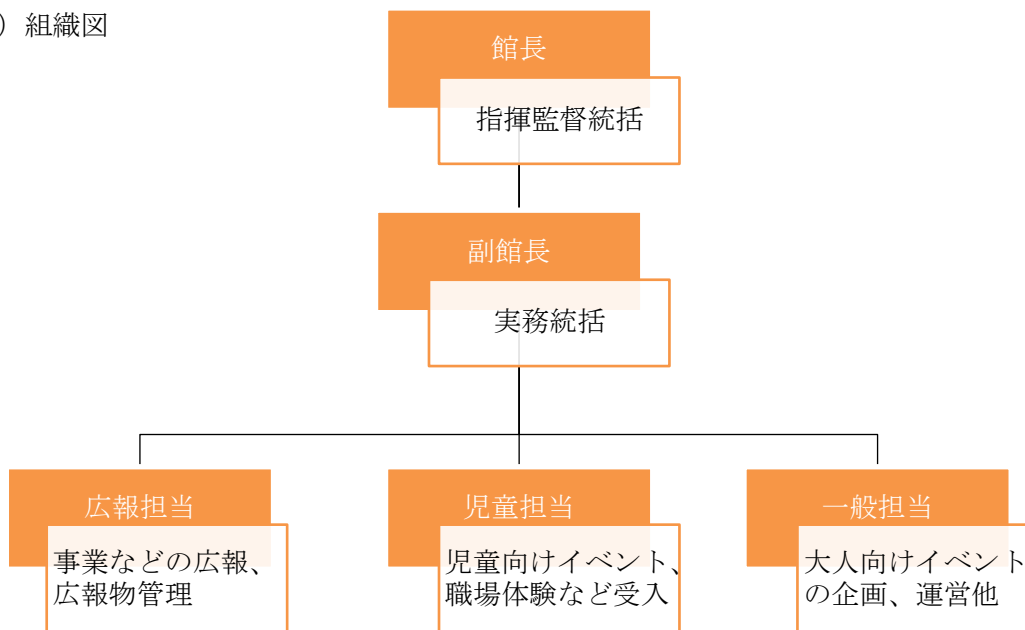 ）組織図
館長
指揮監督統括
副館長
実務統括
広報担当
事業などの広報、
広報物管理
児童担当
児童向けイベント、
職場体験など受入
一般担当
大人向けイベント
の企画、運営他